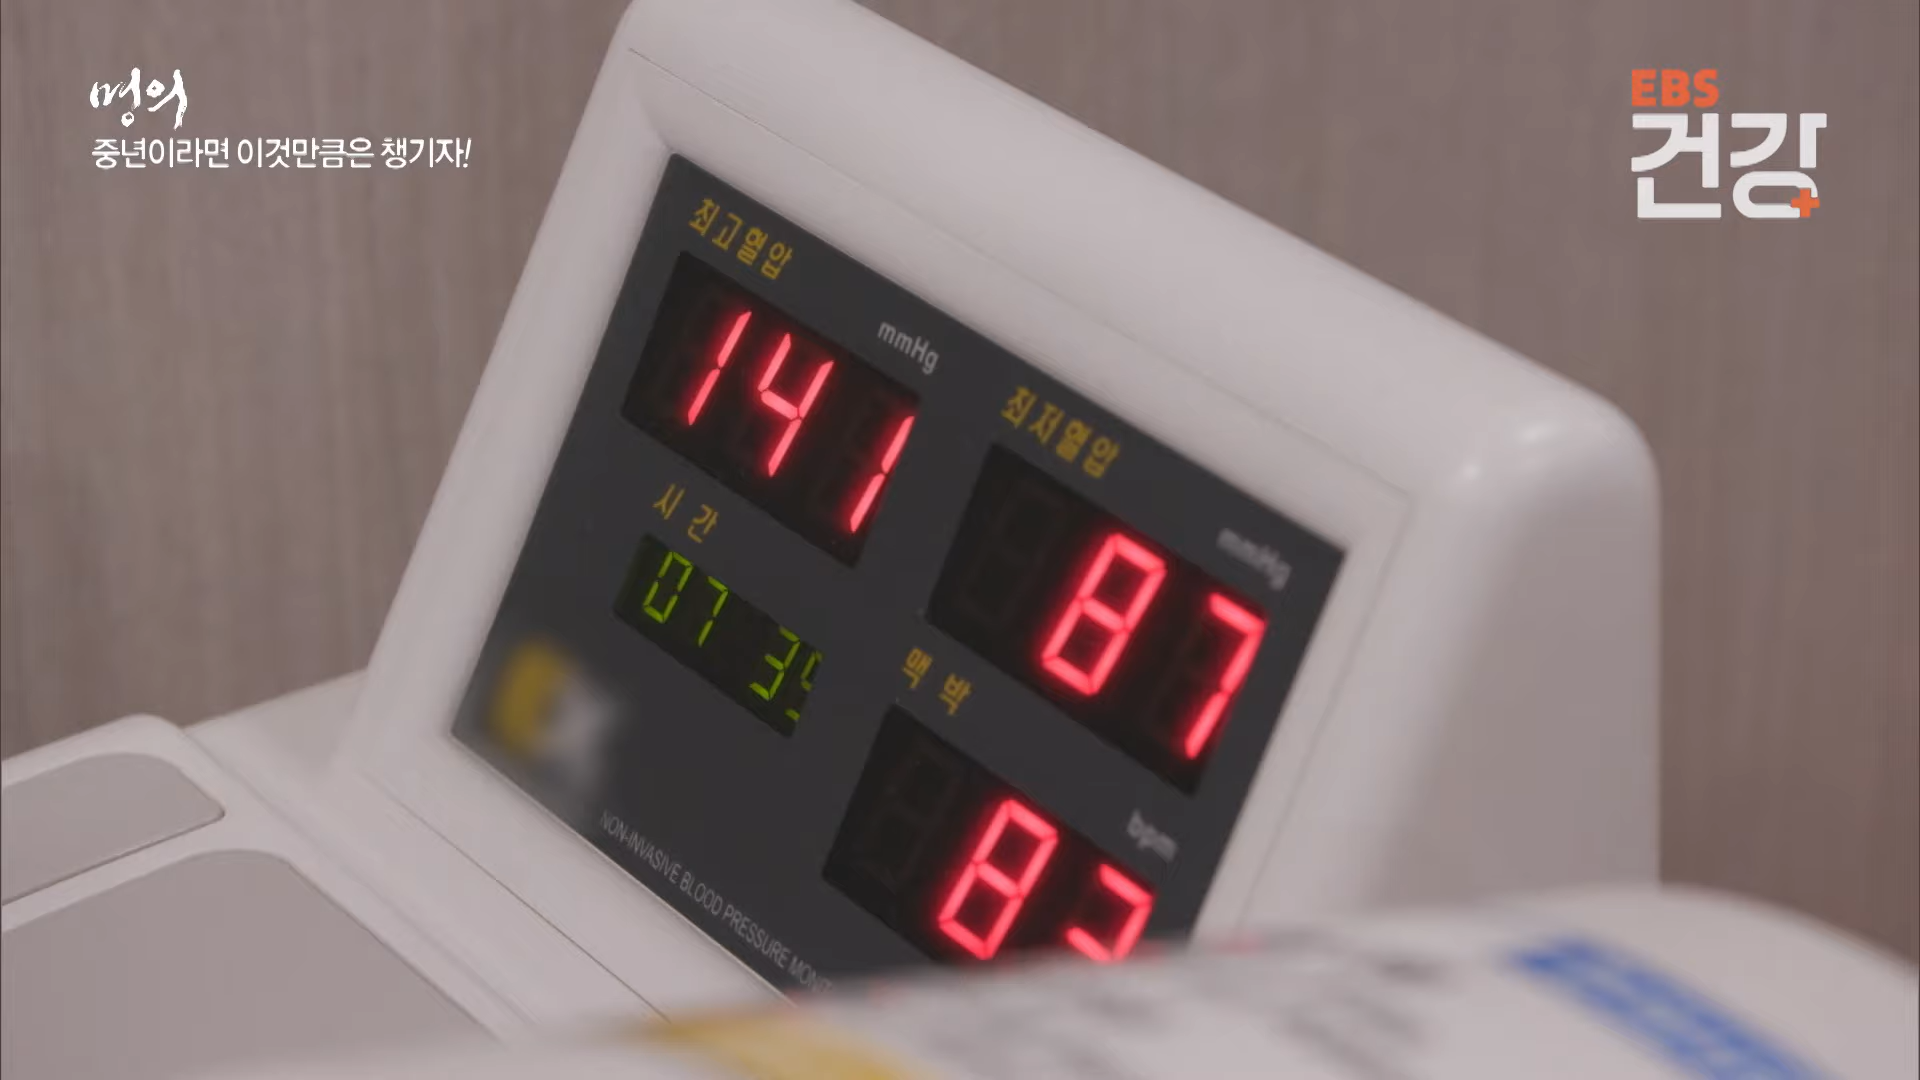 명의
중년이라면 이것만큼은 챙기자!
EBS
건강+
최고혈압
mmHg
141
최저혈압
mmHg
87
시 간
07
맥 박
bpm
NON-INVASIVE BLOOD PRESSURE